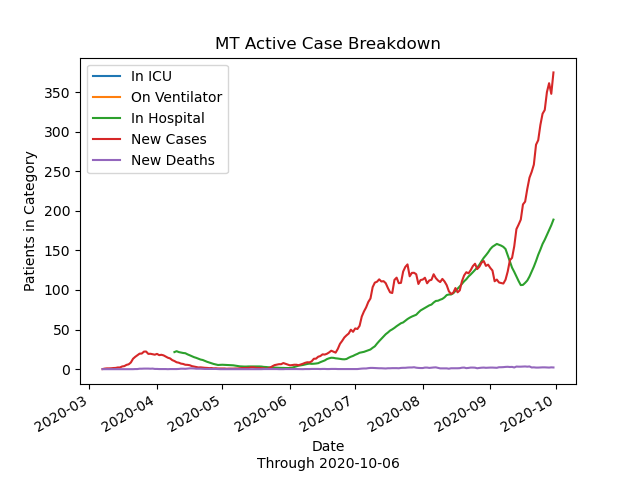 MT Active Case Breakdown
In ICU
On Ventilator
In Hospital
New Cases
New Deaths
Patients in Category
350
300
250
200
150
100
50
0
2020-03
2020-04
2020-05
2020-06
2020-07
2020-08
2020-09
2020-10
Date
Through 2020-10-06